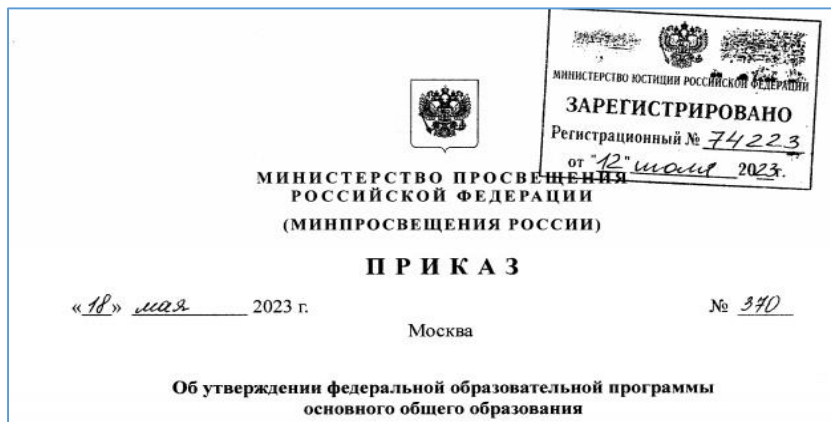 МИНИСТЕРСТВО ЮСТИЦИИ РОССИЙСКОЙ ФЕДЕРАЦИИ
ЗАРЕГИСТРИРОВАНО
Регистрационный № 74223
от "12" июля 2023г.
МИНИСТЕРСТВО ПРОСВЕЩЕНИЯ
РОССИЙСКОЙ ФЕДЕРАЦИИ
(МИНПРОСВЕЩЕНИЯ РОССИИ)
ПРИКАЗ
«18» мая 2023 г. № 370
Москва
Об утверждении федеральной образовательной программы
основного общего образования